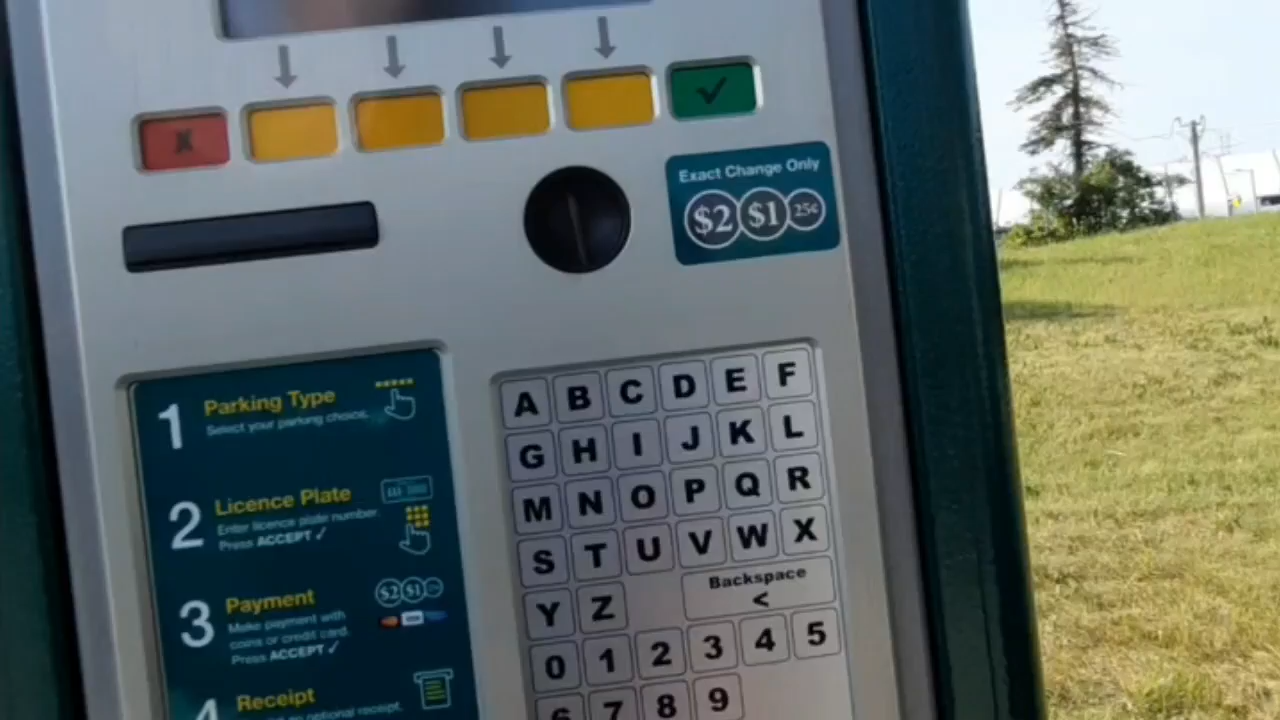 X
✓
Exact Change Only
$2 $1 25¢
1 Parking Type
Select your parking choice.
2 Licence Plate
Enter licence plate number.
Press ACCEPT ✓
3 Payment
$2 $1
Make payment with
coins or credit card.
Press ACCEPT ✓
4 Receipt
optional receipt.
A B C D E F
G H I J K L
M N O P Q R
S T U V W X
Y Z Backspace
<
0 1 2 3 4 5
6 7 8 9